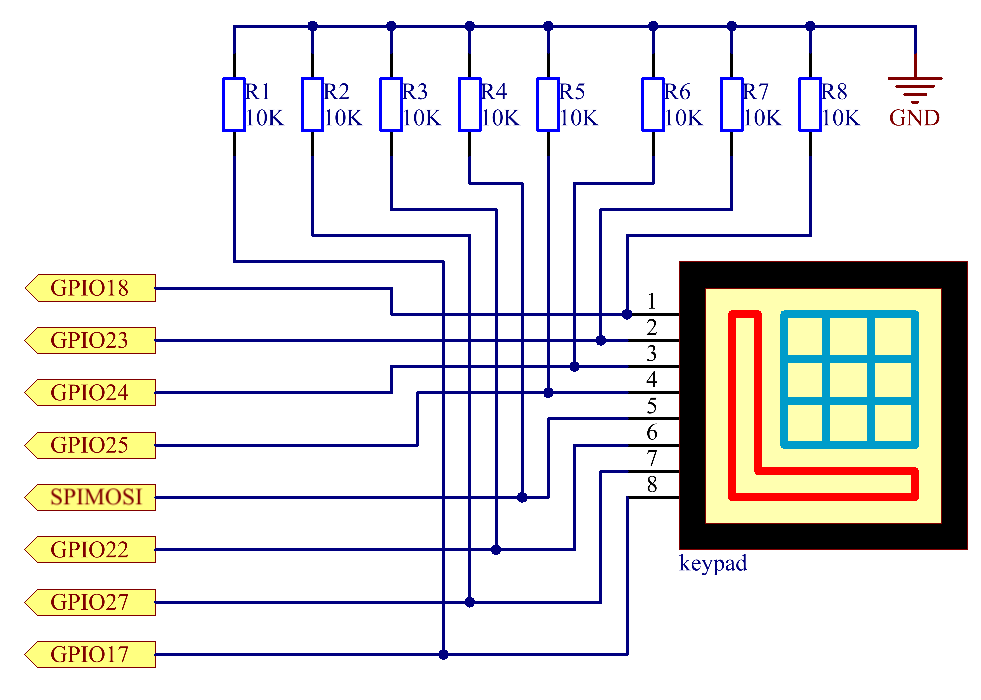 R1 R2 R3 R4 R5 R6 R7 R8
10K 10K 10K 10K 10K 10K 10K 10K
GND
GPIO18
1
GPIO23
2
3
GPIO24
4
5
GPIO25
6
7
SPIMOSI
8
GPIO22
keypad
GPIO27
GPIO17